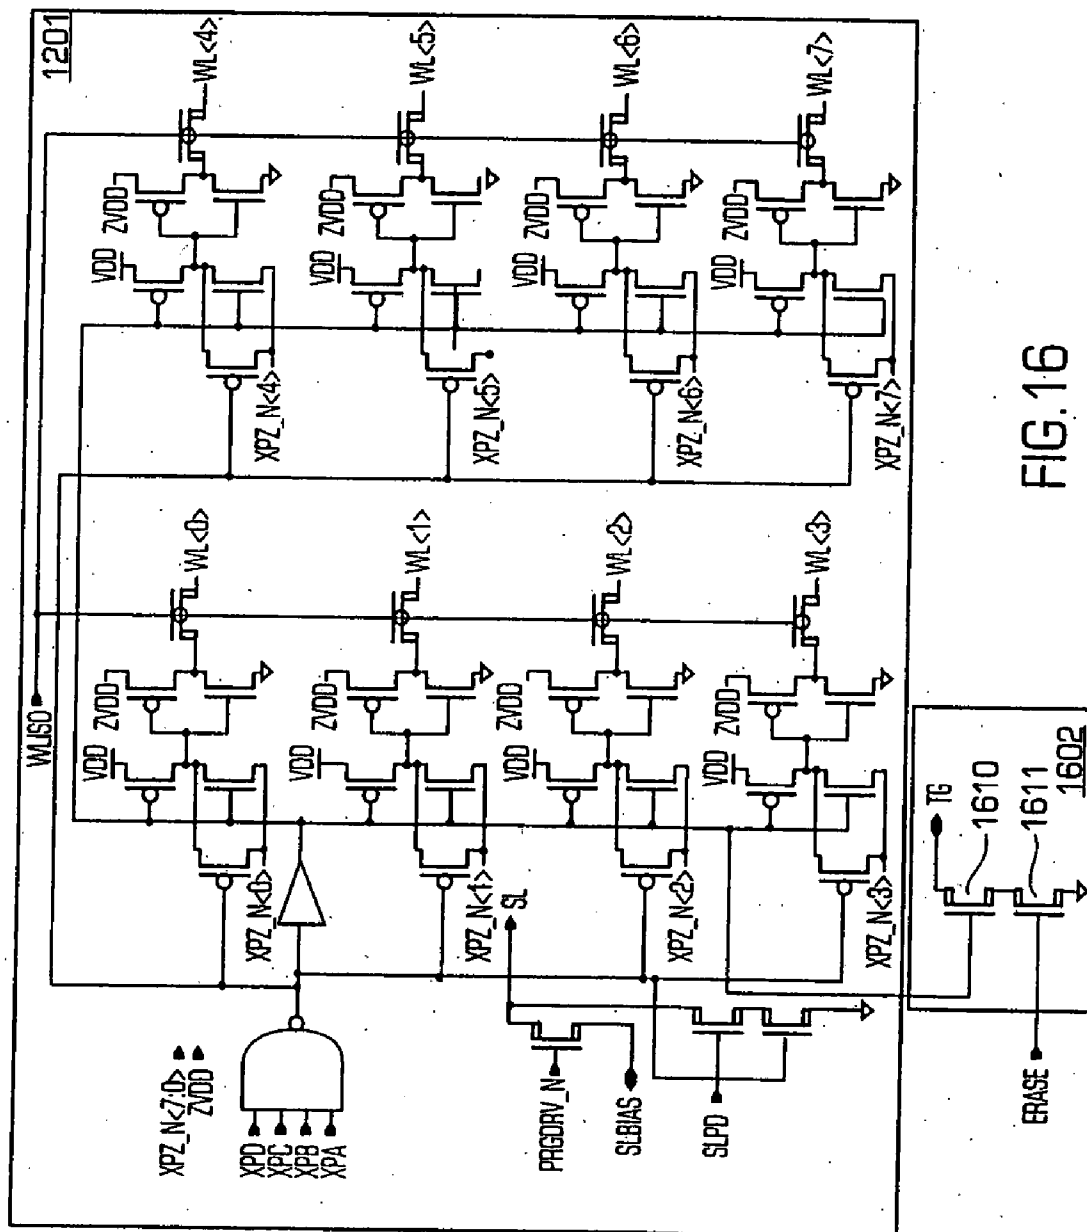 1201
WLISO
VDD
ZVDD
WL<0>
XPZ_N<0>
VDD
ZVDD
WL<1>
XPZ_N<1>
VDD
ZVDD
WL<2>
XPZ_N<2>
VDD
ZVDD
WL<3>
XPZ_N<3>
VDD
ZVDD
WL<4>
XPZ_N<4>
VDD
ZVDD
WL<5>
XPZ_N<5>
VDD
ZVDD
WL<6>
XPZ_N<6>
VDD
ZVDD
WL<7>
XPZ_N<7>
XPZ_N<7:0>
ZVDD
XPD
XPC
XPB
XPA
SL
PRGDRV_N
SLBIAS
SLPD
ERASE
TG
1610
1611
1602
FIG. 16